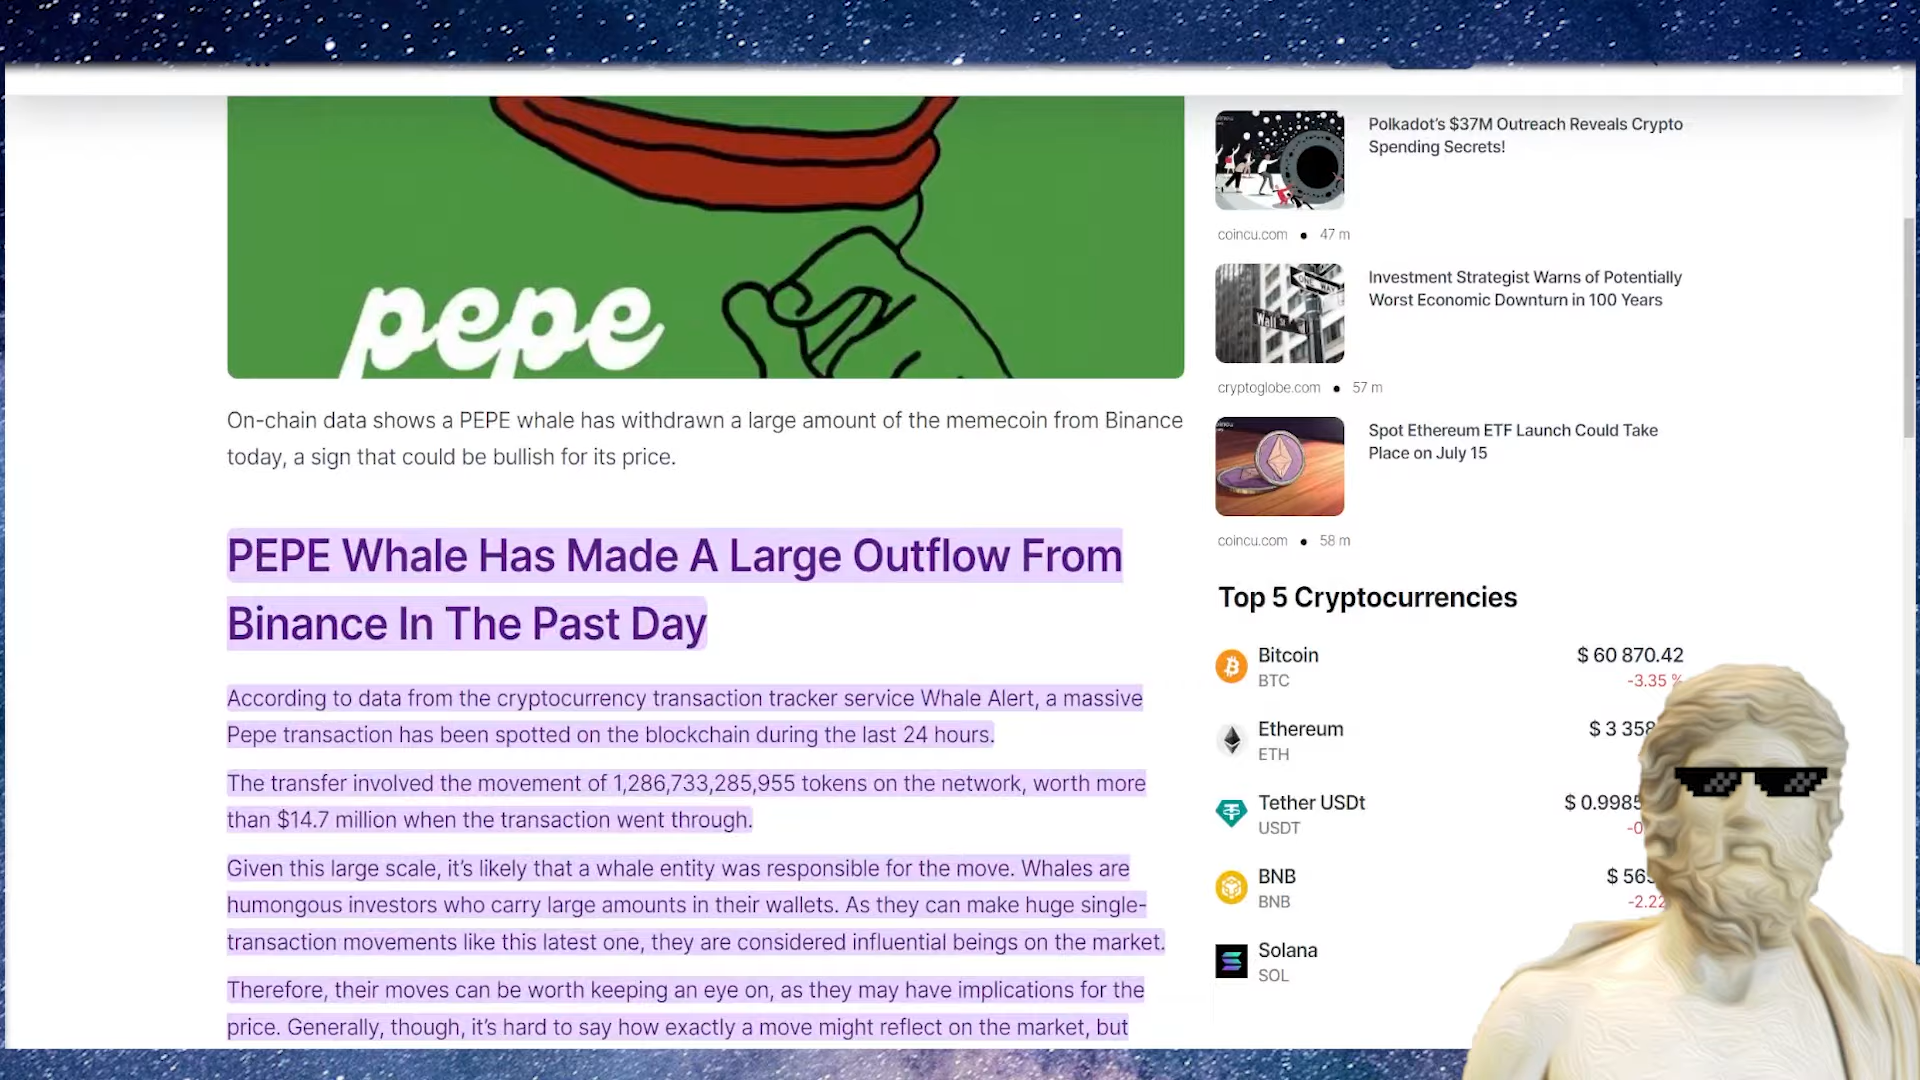 pepe
On-chain data shows a PEPE whale has withdrawn a large amount of the memecoin from Binance
today, a sign that could be bullish for its price.
PEPE Whale Has Made A Large Outflow From
Binance In The Past Day
According to data from the cryptocurrency transaction tracker service Whale Alert, a massive
Pepe transaction has been spotted on the blockchain during the last 24 hours.
The transfer involved the movement of 1,286,733,285,955 tokens on the network, worth more
than $14.7 million when the transaction went through.
Given this large scale, it’s likely that a whale entity was responsible for the move. Whales are
humongous investors who carry large amounts in their wallets. As they can make huge single-
transaction movements like this latest one, they are considered influential beings on the market.
Therefore, their moves can be worth keeping an eye on, as they may have implications for the
price. Generally, though, it’s hard to say how exactly a move might reflect on the market, but
Polkadot’s $37M Outreach Reveals Crypto
Spending Secrets!
coincu.com • 47 m
ONE WAY
Wall
Investment Strategist Warns of Potentially
Worst Economic Downturn in 100 Years
cryptoglobe.com • 57 m
Spot Ethereum ETF Launch Could Take
Place on July 15
coincu.com • 58 m
Top 5 Cryptocurrencies
Bitcoin $ 60 870.42
BTC -3.35 %
Ethereum $ 3 358
ETH
Tether USDt $ 0.9985
USDT -0
BNB $ 565
BNB -2.22
Solana
SOL